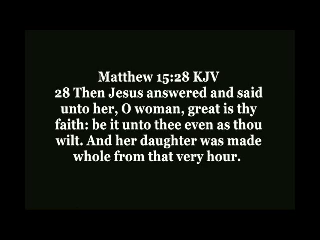 Matthew 15:28 KJV
28 Then Jesus answered and said
unto her, O woman, great is thy
faith: be it unto thee even as thou
wilt. And her daughter was made
whole from that very hour.